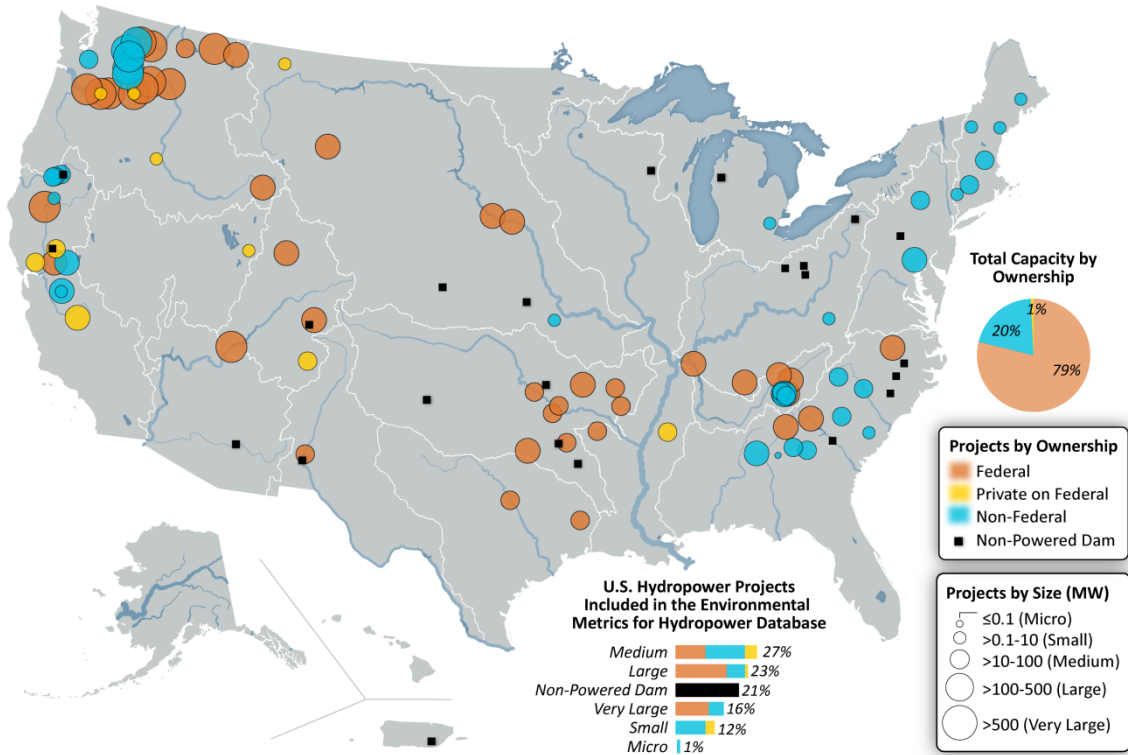 Total Capacity by
Ownership
1%
20%
79%
Projects by Ownership
Federal
Private on Federal
Non-Federal
Non-Powered Dam
U.S. Hydropower Projects
Included in the Environmental
Metrics for Hydropower Database
Medium 27%
Large 23%
Non-Powered Dam 21%
Very Large 16%
Small 12%
Micro 1%
Projects by Size (MW)
≤0.1 (Micro)
>0.1-10 (Small)
>10-100 (Medium)
>100-500 (Large)
>500 (Very Large)